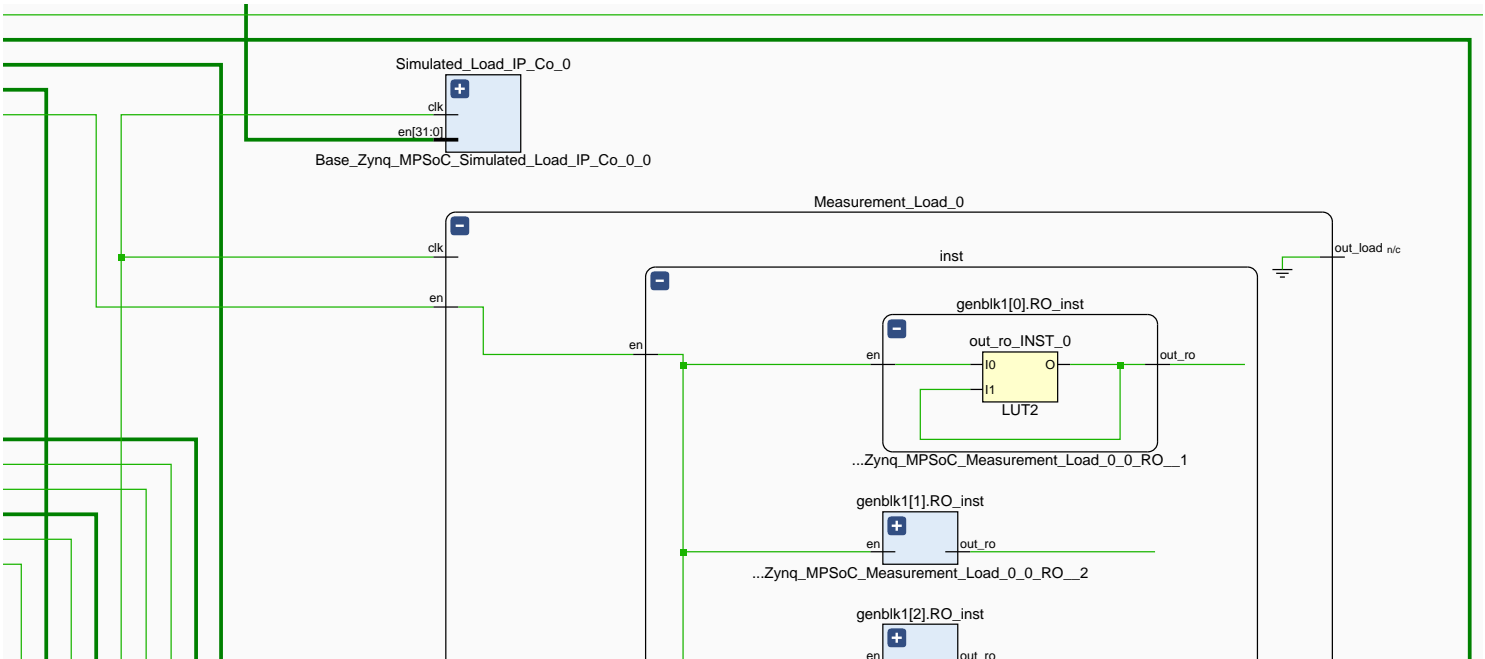 Simulated_Load_IP_Co_0
clk
en[31:0]
Base_Zynq_MPSoC_Simulated_Load_IP_Co_0_0
Measurement_Load_0
clk
out_load n/c
inst
en
genblk1[0].RO_inst
en
out_ro_INST_0
en
I0
O
out_ro
I1
LUT2
...Zynq_MPSoC_Measurement_Load_0_0_RO__1
genblk1[1].RO_inst
en
out_ro
...Zynq_MPSoC_Measurement_Load_0_0_RO__2
genblk1[2].RO_inst
en
out_ro